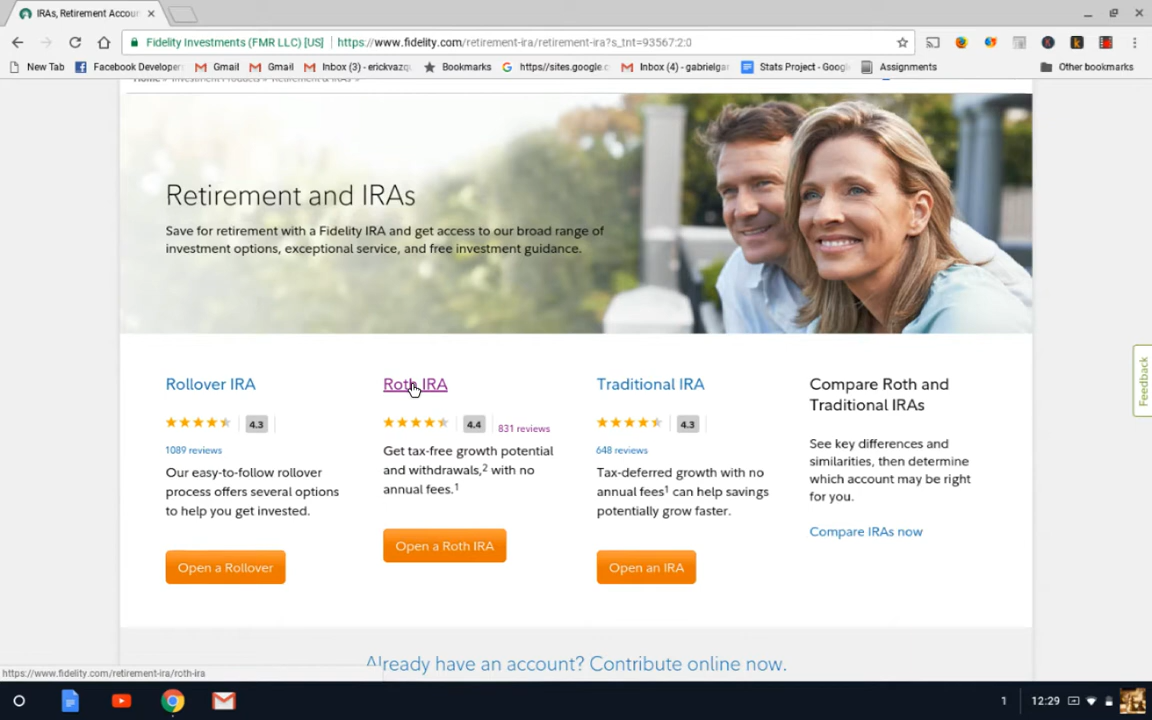 IRAs, Retirement Accoun
Fidelity Investments (FMR LLC) [US] | https://www.fidelity.com/retirement-ira/retirement-ira?s_tnt=93567:2:0
New Tab Facebook Developer Gmail Gmail Inbox (3) - erickvazqu Bookmarks https//sites.google.c Inbox (4) - gabrielga Stats Project - Goog Assignments Other bookmarks
Home > Investment Products > Retirement & IRAs >
Retirement and IRAs
Save for retirement with a Fidelity IRA and get access to our broad range of
investment options, exceptional service, and free investment guidance.
Feedback
Rollover IRA
4.3
1089 reviews
Our easy-to-follow rollover
process offers several options
to help you get invested.
Open a Rollover
Roth IRA
4.4 831 reviews
Get tax-free growth potential
and withdrawals,² with no
annual fees.¹
Open a Roth IRA
Traditional IRA
4.3
648 reviews
Tax-deferred growth with no
annual fees¹ can help savings
potentially grow faster.
Open an IRA
Compare Roth and
Traditional IRAs
See key differences and
similarities, then determine
which account may be right
for you.
Compare IRAs now
Already have an account? Contribute online now.
https://www.fidelity.com/retirement-ira/roth-ira
1 12:29